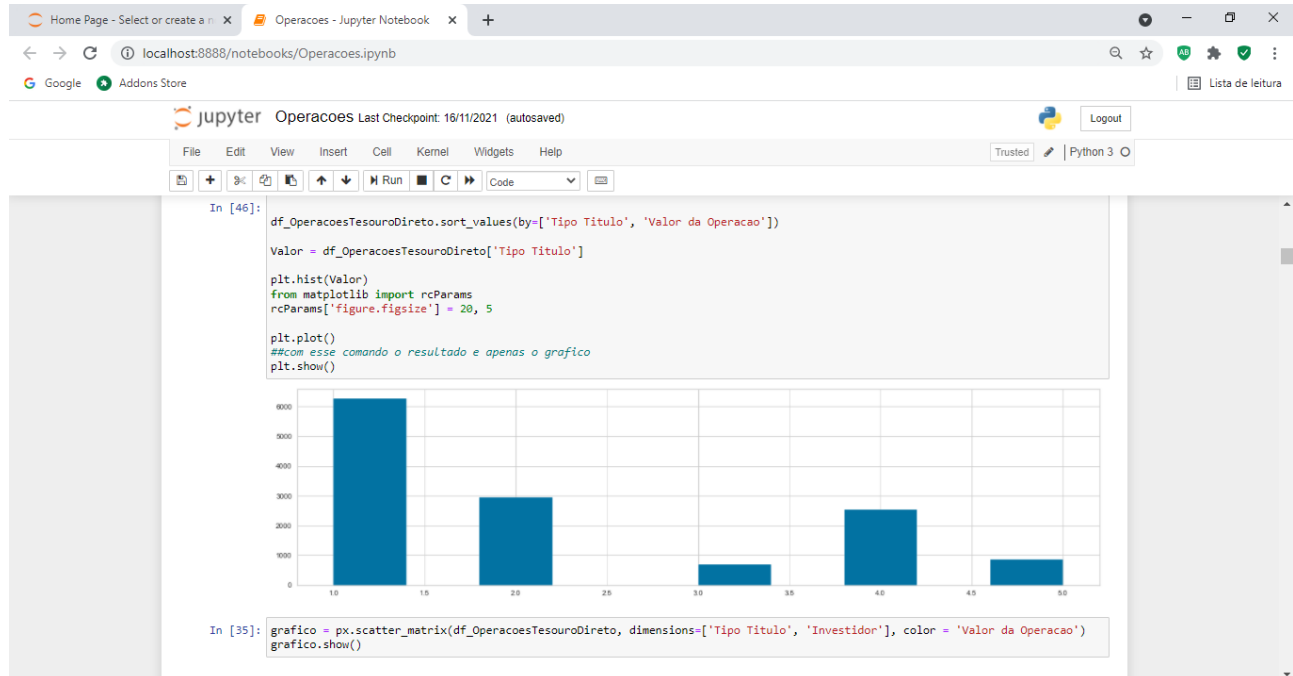 Home Page - Select or create a n
Operacoes - Jupyter Notebook
localhost:8888/notebooks/Operacoes.ipynb
AB
Google
Addons Store
Lista de leitura
jupyter Operacoes Last Checkpoint: 16/11/2021 (autosaved)
Logout
File Edit View Insert Cell Kernel Widgets Help
Trusted
Python 3
Run
Code
In [46]:
df_OperacoesTesouroDireto.sort_values(by=['Tipo Titulo', 'Valor da Operacao'])
Valor = df_OperacoesTesouroDireto['Tipo Titulo']
plt.hist(Valor)
from matplotlib import rcParams
rcParams['figure.figsize'] = 20, 5
plt.plot()
##com esse comando o resultado e apenas o grafico
plt.show()
6000
5000
4000
3000
2000
1000
0
1.0 1.5 2.0 2.5 3.0 3.5 4.0 4.5 5.0
In [35]: grafico = px.scatter_matrix(df_OperacoesTesouroDireto, dimensions=['Tipo Titulo', 'Investidor'], color = 'Valor da Operacao')
grafico.show()